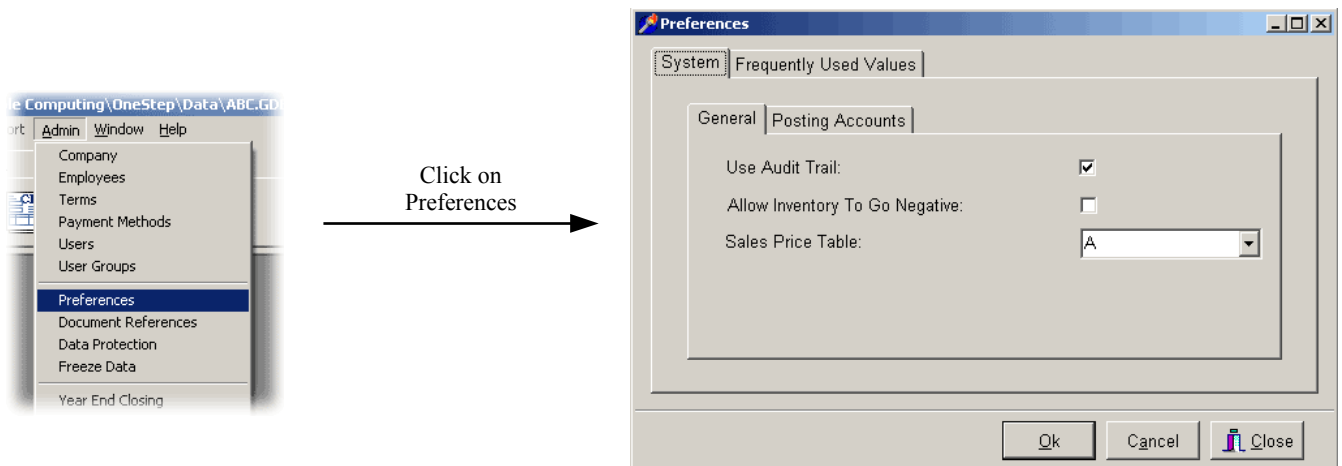 le Computing\OneStep\Data\ABC.GD
ort Admin Window Help
Company
Employees
Terms
Payment Methods
Users
User Groups
Preferences
Document References
Data Protection
Freeze Data
Year End Closing
Click on
Preferences
Preferences
System Frequently Used Values
General Posting Accounts
Use Audit Trail:
Allow Inventory To Go Negative:
Sales Price Table: A
Ok Cancel Close